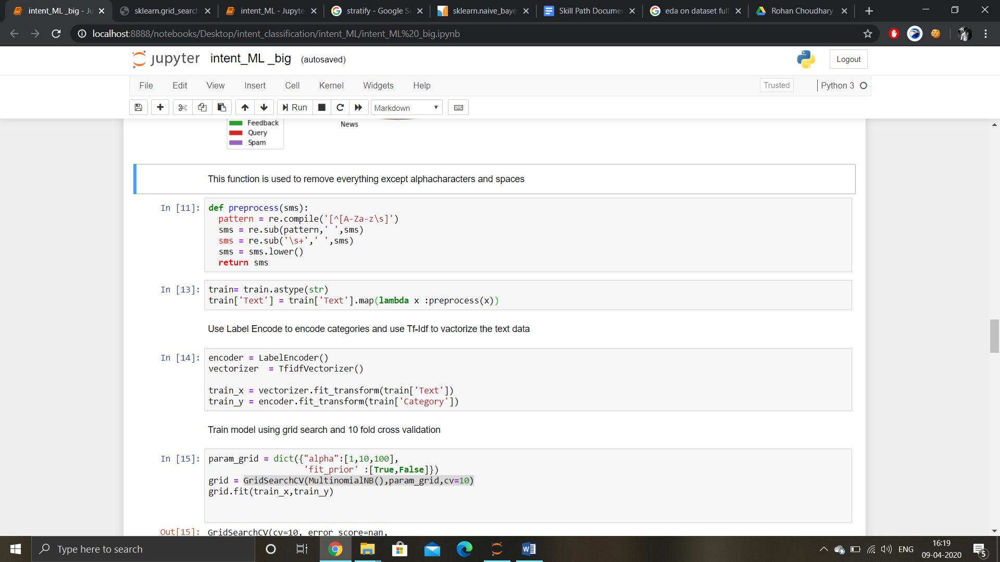 intent_ML _big - Ju
sklearn.grid_search
intent_ML - Jupyte
stratify - Google Se
sklearn.naive_baye
Skill Path Documen
eda on dataset full
Rohan Choudhary
localhost:8888/notebooks/Desktop/intent_classification/intent_ML/intent_ML%20_big.ipynb
jupyter intent_ML _big (autosaved)
Logout
File Edit View Insert Cell Kernel Widgets Help
Trusted Python 3
Run Markdown
Feedback
Query
Spam
News
This function is used to remove everything except alphacharacters and spaces
In [11]: def preprocess(sms):
  pattern = re.compile('[^[A-Za-z\s]')
  sms = re.sub(pattern,' ',sms)
  sms = re.sub('\s+',' ',sms)
  sms = sms.lower()
  return sms
In [13]: train= train.astype(str)
train['Text'] = train['Text'].map(lambda x :preprocess(x))
Use Label Encode to encode categories and use Tf-Idf to vactorize the text data
In [14]: encoder = LabelEncoder()
vectorizer  = TfidfVectorizer()
train_x = vectorizer.fit_transform(train['Text'])
train_y = encoder.fit_transform(train['Category'])
Train model using grid search and 10 fold cross validation
In [15]: param_grid = dict({"alpha":[1,10,100],
                   'fit_prior' :[True,False]})
grid = GridSearchCV(MultinomialNB(),param_grid,cv=10)
grid.fit(train_x,train_y)
Out[15]: GridSearchCV(cv=10, error_score=nan,
Type here to search
ENG
16:19
09-04-2020
5